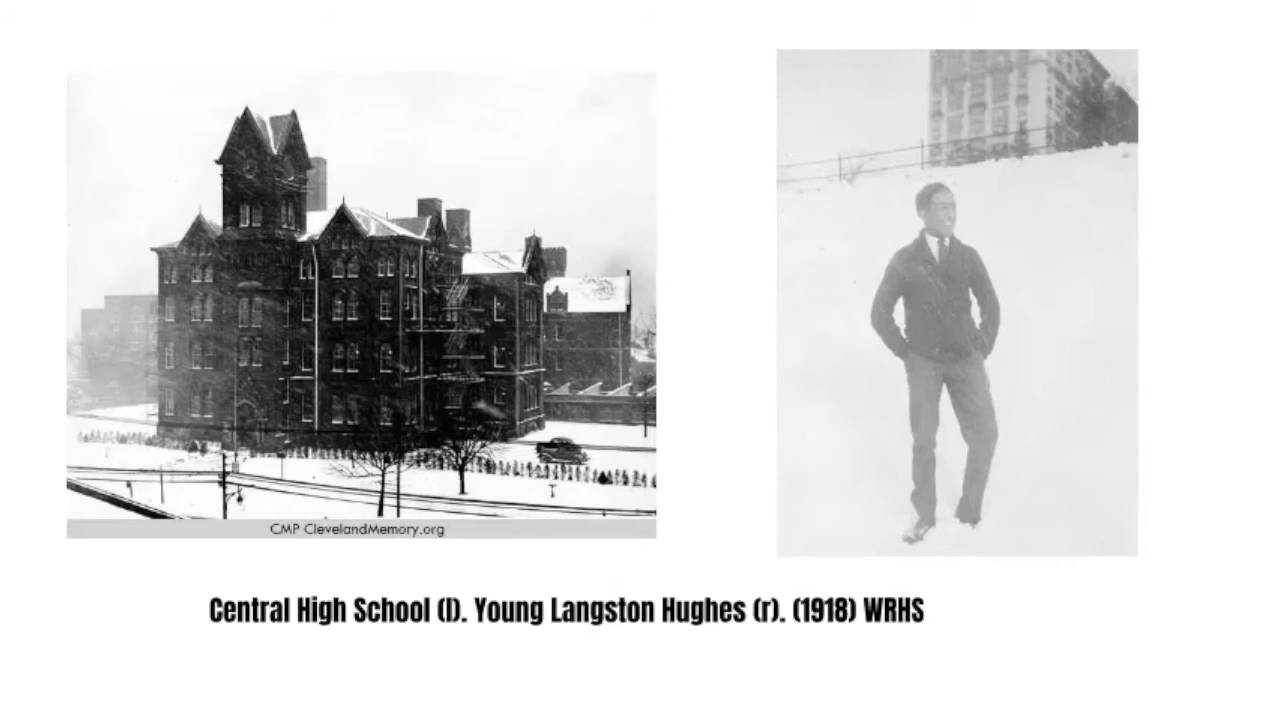 CMP ClevelandMemory.org
Central High School (l). Young Langston Hughes (r). (1918) WRHS